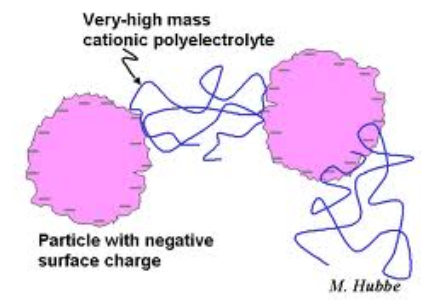 Very-high mass
cationic polyelectrolyte
Particle with negative
surface charge
M. Hubbe